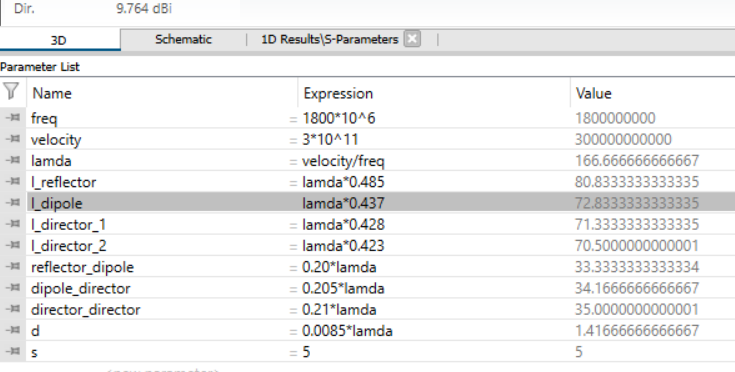 Dir. 9.764 dBi
3D Schematic 1D Results\S-Parameters
Parameter List
Name Expression Value
freq = 1800*10^6 1800000000
velocity = 3*10^11 300000000000
lamda = velocity/freq 166.666666666667
l_reflector = lamda*0.485 80.8333333333335
l_dipole lamda*0.437 72.8333333333335
l_director_1 = lamda*0.428 71.3333333333335
l_director_2 = lamda*0.423 70.5000000000001
reflector_dipole = 0.20*lamda 33.3333333333334
dipole_director = 0.205*lamda 34.1666666666667
director_director = 0.21*lamda 35.0000000000001
d = 0.0085*lamda 1.41666666666667
s = 5 5